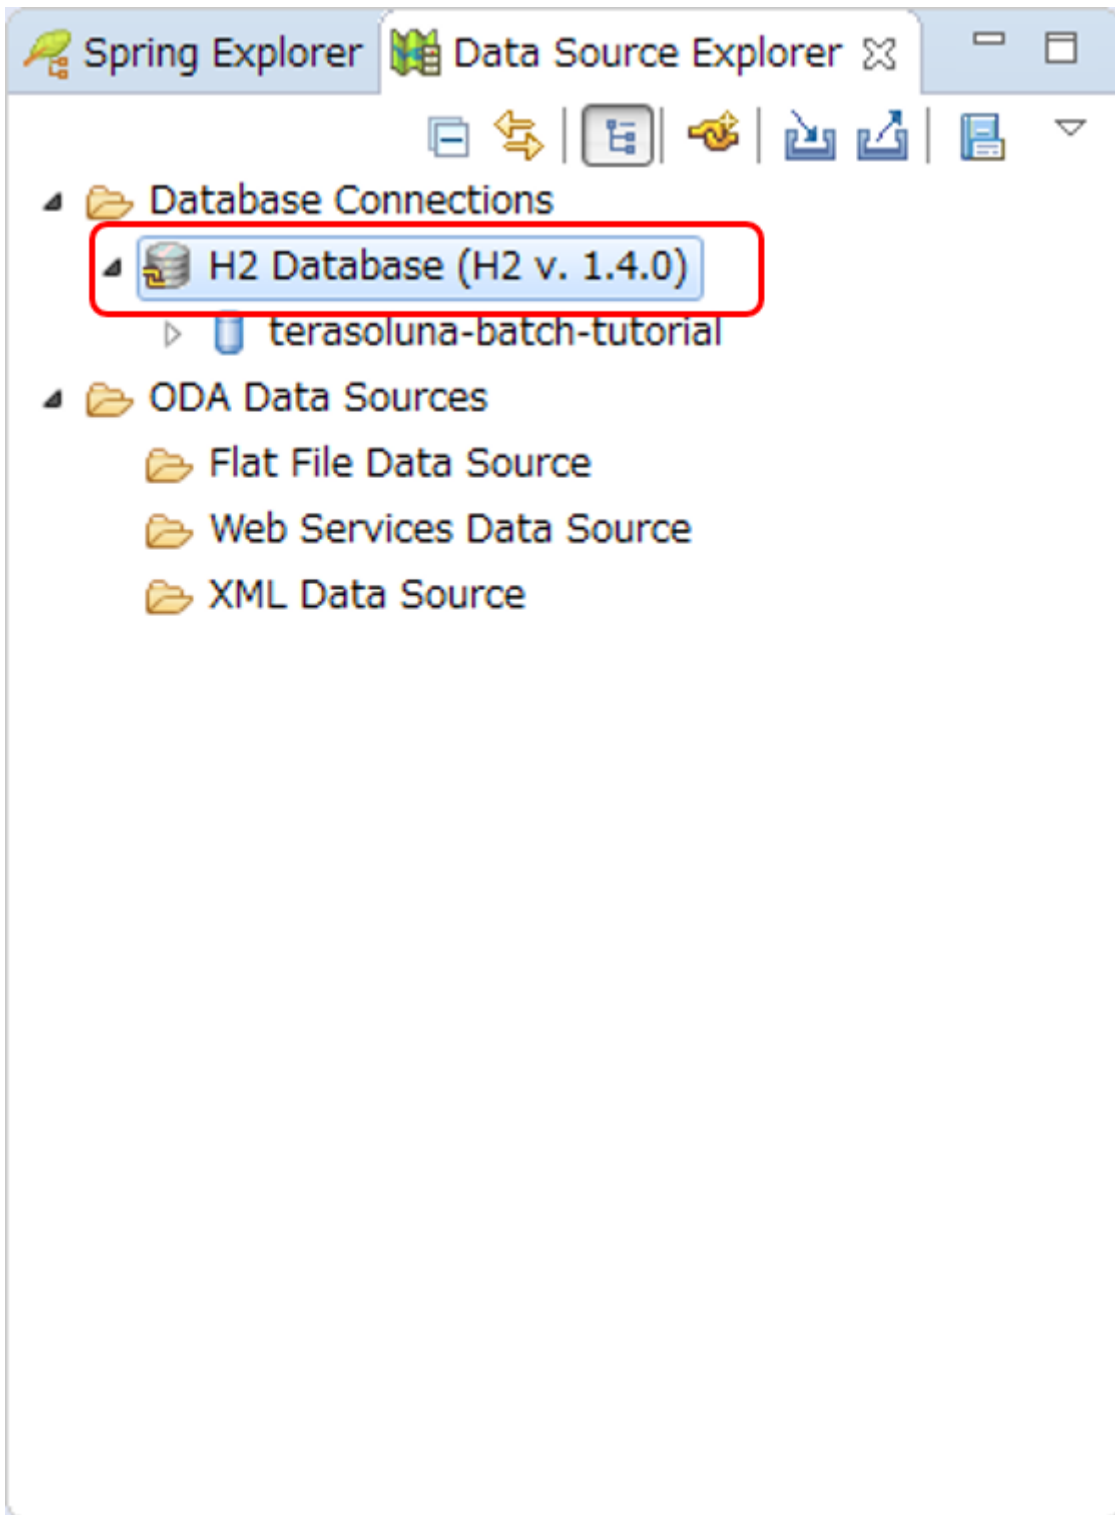 Spring Explorer Data Source Explorer
Database Connections
H2 Database (H2 v. 1.4.0)
terasoluna-batch-tutorial
ODA Data Sources
Flat File Data Source
Web Services Data Source
XML Data Source